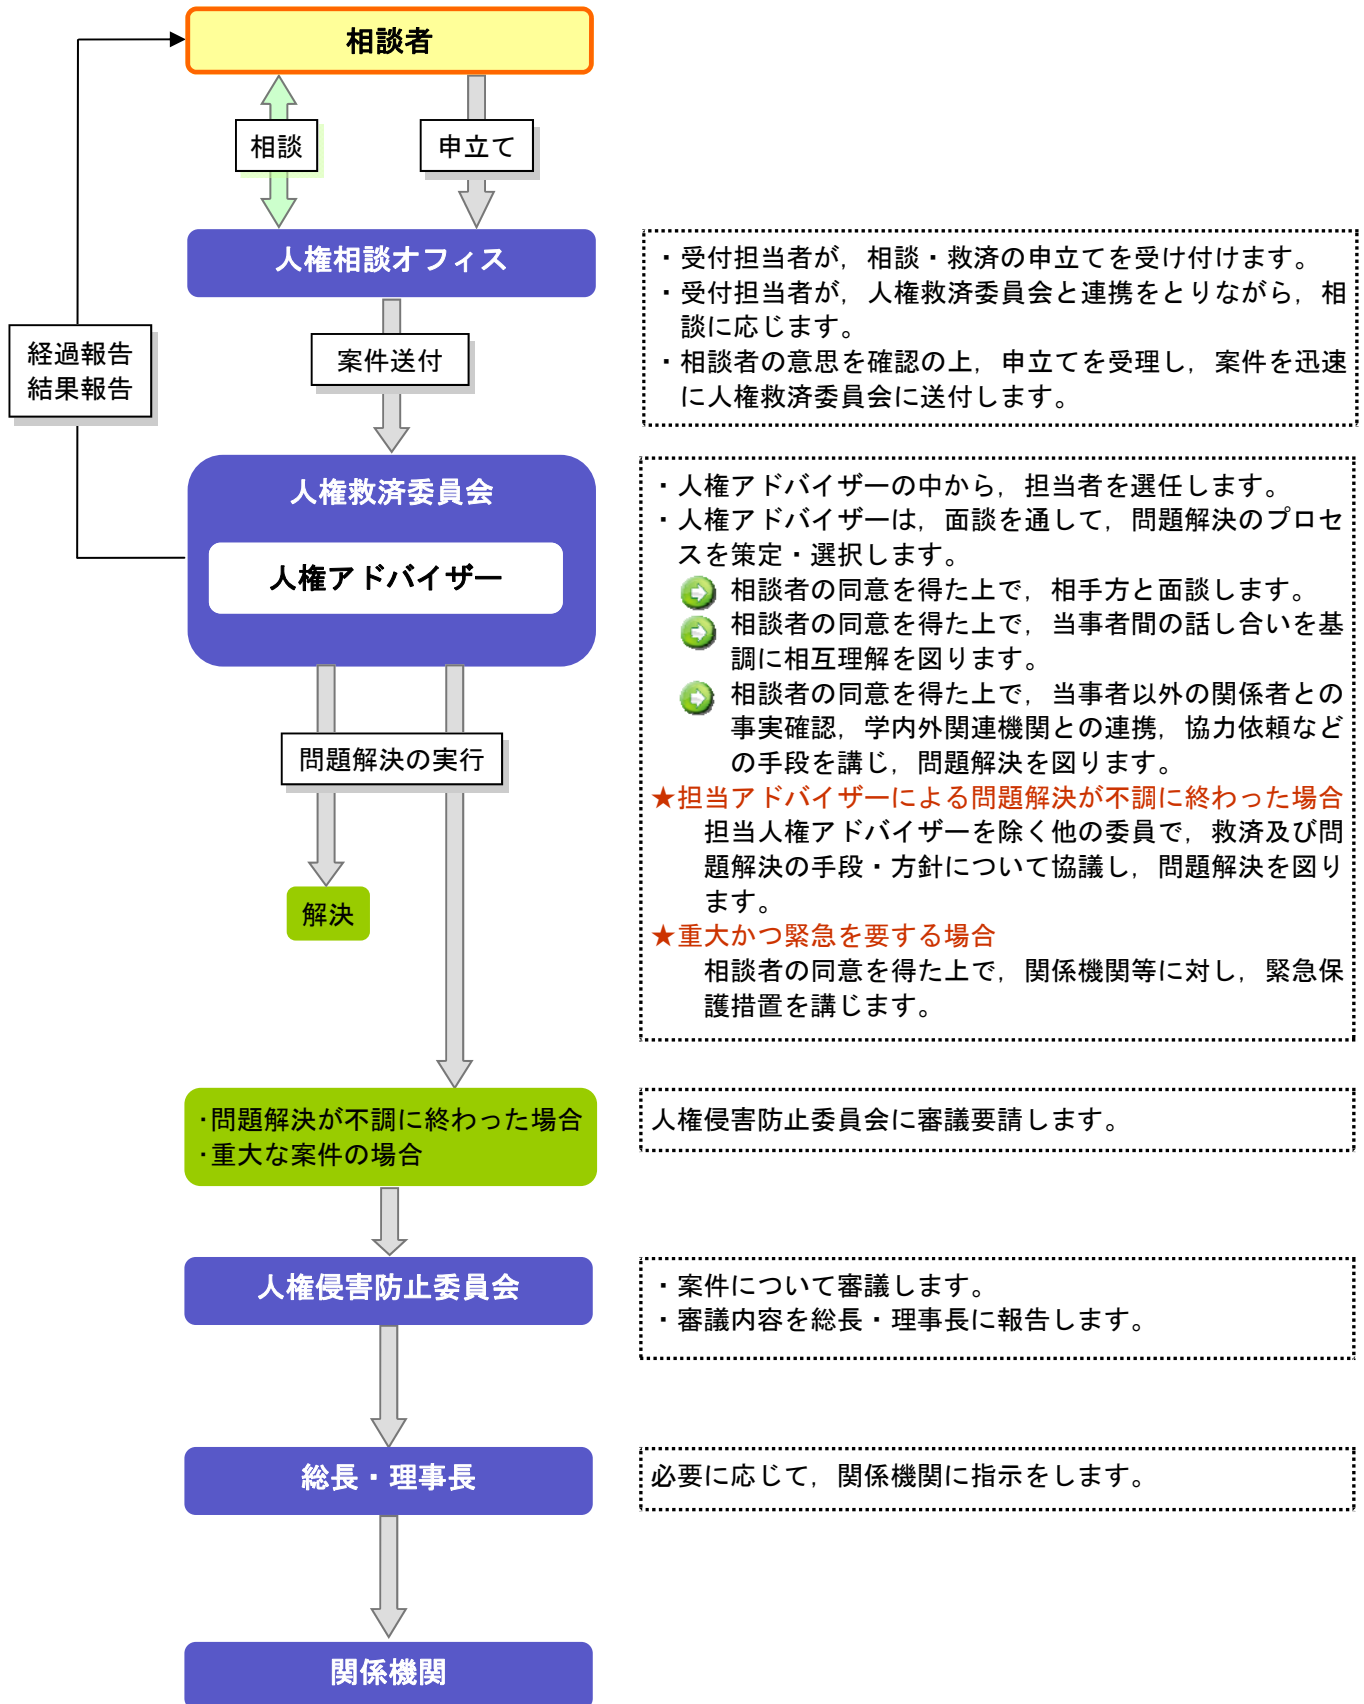 相談者
相談
申立て
人権相談オフィス
・受付担当者が，相談・救済の申立てを受け付けます。
・受付担当者が，人権救済委員会と連携をとりながら，相
談に応じます。
・相談者の意思を確認の上，申立てを受理し，案件を迅速
に人権救済委員会に送付します。
経過報告
結果報告
案件送付
人権救済委員会
人権アドバイザー
・人権アドバイザーの中から，担当者を選任します。
・人権アドバイザーは，面談を通して，問題解決のプロセ
スを策定・選択します。
相談者の同意を得た上で，相手方と面談します。
相談者の同意を得た上で，当事者間の話し合いを基
調に相互理解を図ります。
相談者の同意を得た上で，当事者以外の関係者との
事実確認，学内外関連機関との連携，協力依頼など
の手段を講じ，問題解決を図ります。
★担当アドバイザーによる問題解決が不調に終わった場合
担当人権アドバイザーを除く他の委員で，救済及び問
題解決の手段・方針について協議し，問題解決を図り
ます。
★重大かつ緊急を要する場合
相談者の同意を得た上で，関係機関等に対し，緊急保
護措置を講じます。
問題解決の実行
解決
・問題解決が不調に終わった場合
・重大な案件の場合
人権侵害防止委員会に審議要請します。
人権侵害防止委員会
・案件について審議します。
・審議内容を総長・理事長に報告します。
総長・理事長
必要に応じて，関係機関に指示をします。
関係機関